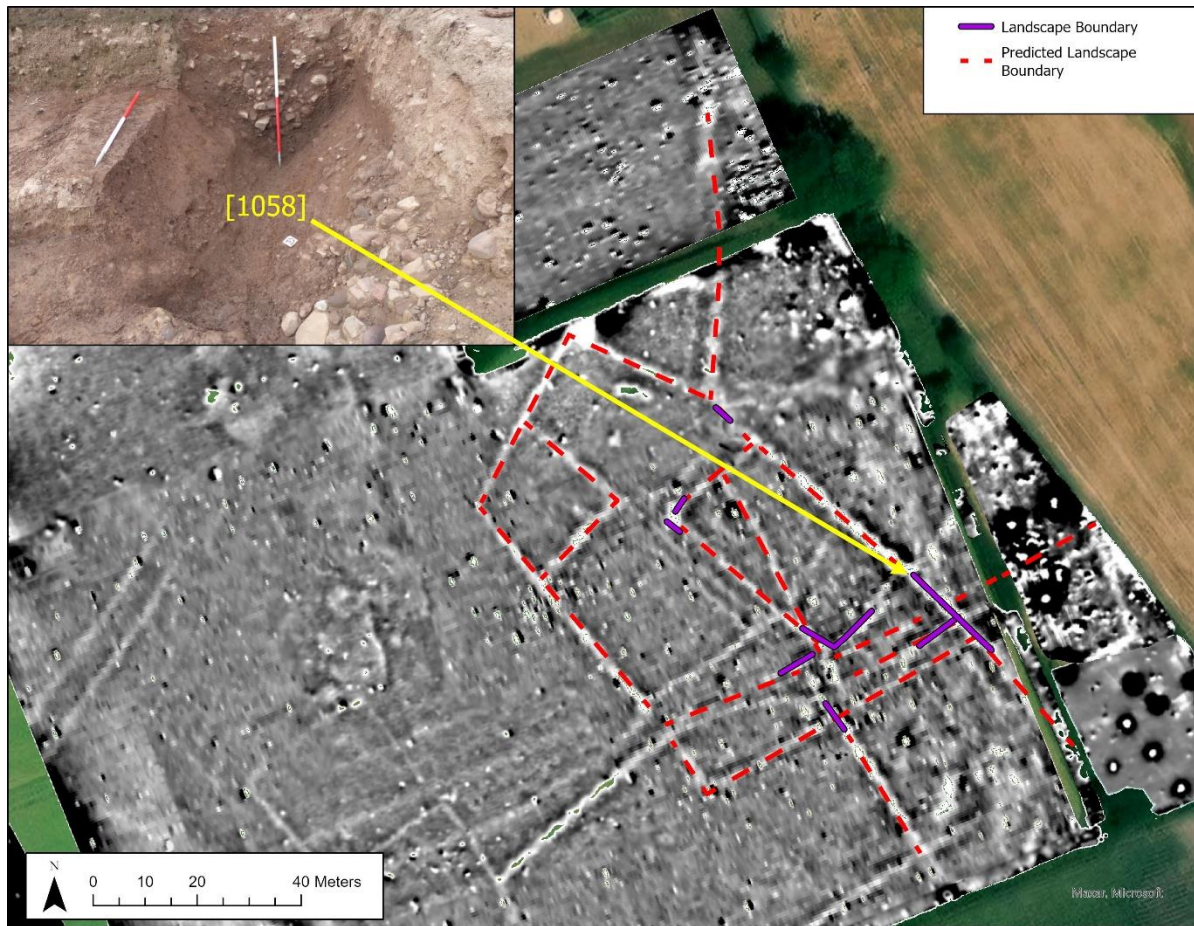 Landscape Boundary
Predicted Landscape
Boundary
[1058]
N
0 10 20 40 Meters
Maxar, Microsoft